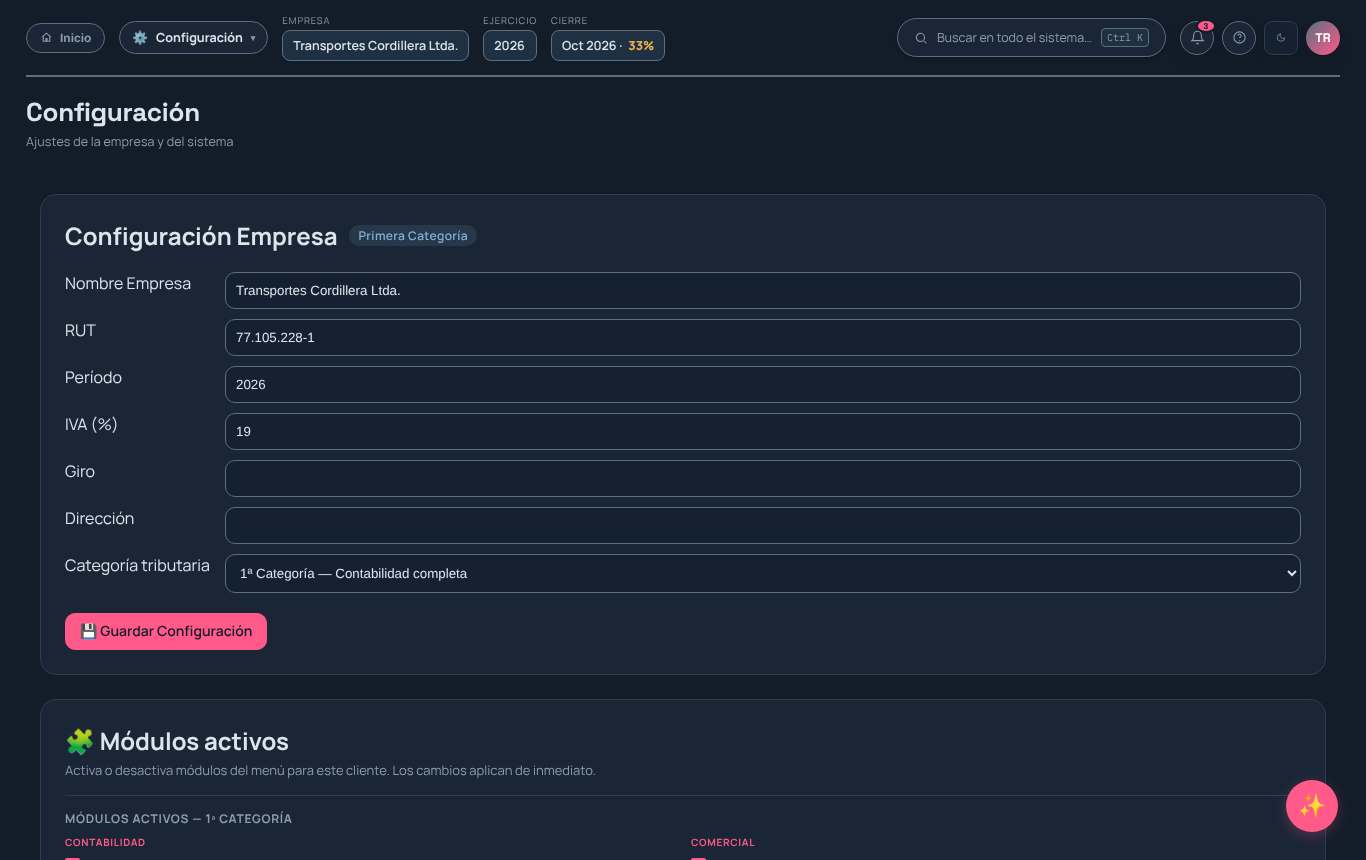 Inicio
⚙️ Configuración ▾
EMPRESA
Transportes Cordillera Ltda.
EJERCICIO
2026
CIERRE
Oct 2026 · 33%
Buscar en todo el sistema... Ctrl K
3
TR
Configuración
Ajustes de la empresa y del sistema
Configuración Empresa Primera Categoría
Nombre Empresa Transportes Cordillera Ltda.
RUT 77.105.228-1
Período 2026
IVA (%) 19
Giro
Dirección
Categoría tributaria 1ª Categoría — Contabilidad completa
💾 Guardar Configuración
🧩 Módulos activos
Activa o desactiva módulos del menú para este cliente. Los cambios aplican de inmediato.
MÓDULOS ACTIVOS — 1ª CATEGORÍA
CONTABILIDAD COMERCIAL